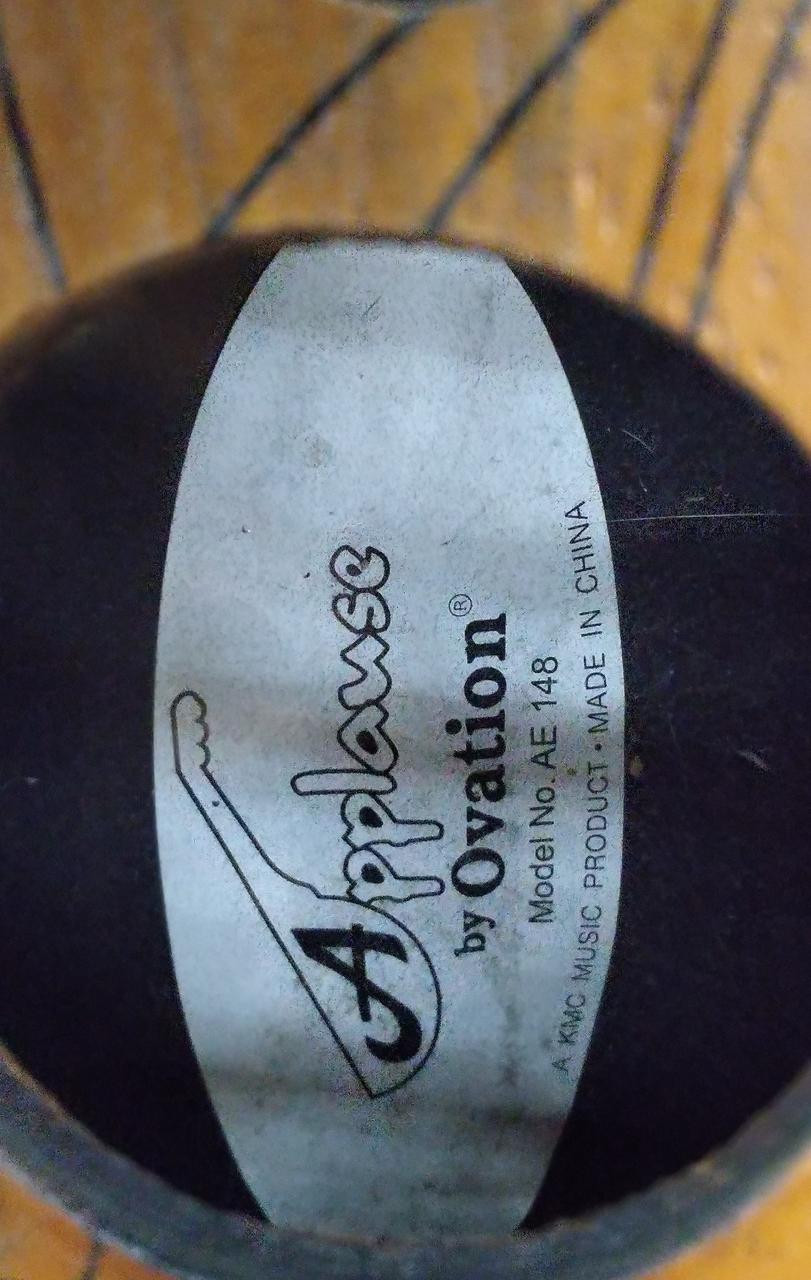 Applause
by Ovation®
Model No. AE 148
A KMC MUSIC PRODUCT • MADE IN CHINA